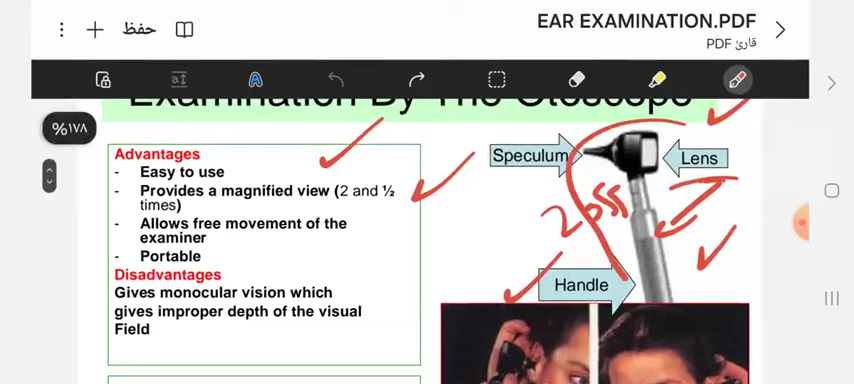 حفظ
EAR EXAMINATION.PDF
قارئ PDF
%١٧٨
Examination By The Otoscope
Advantages
- Easy to use
- Provides a magnified view (2 and ½
times)
- Allows free movement of the
examiner
- Portable
Disadvantages
Gives monocular vision which
gives improper depth of the visual
Field
Speculum
Lens
Handle